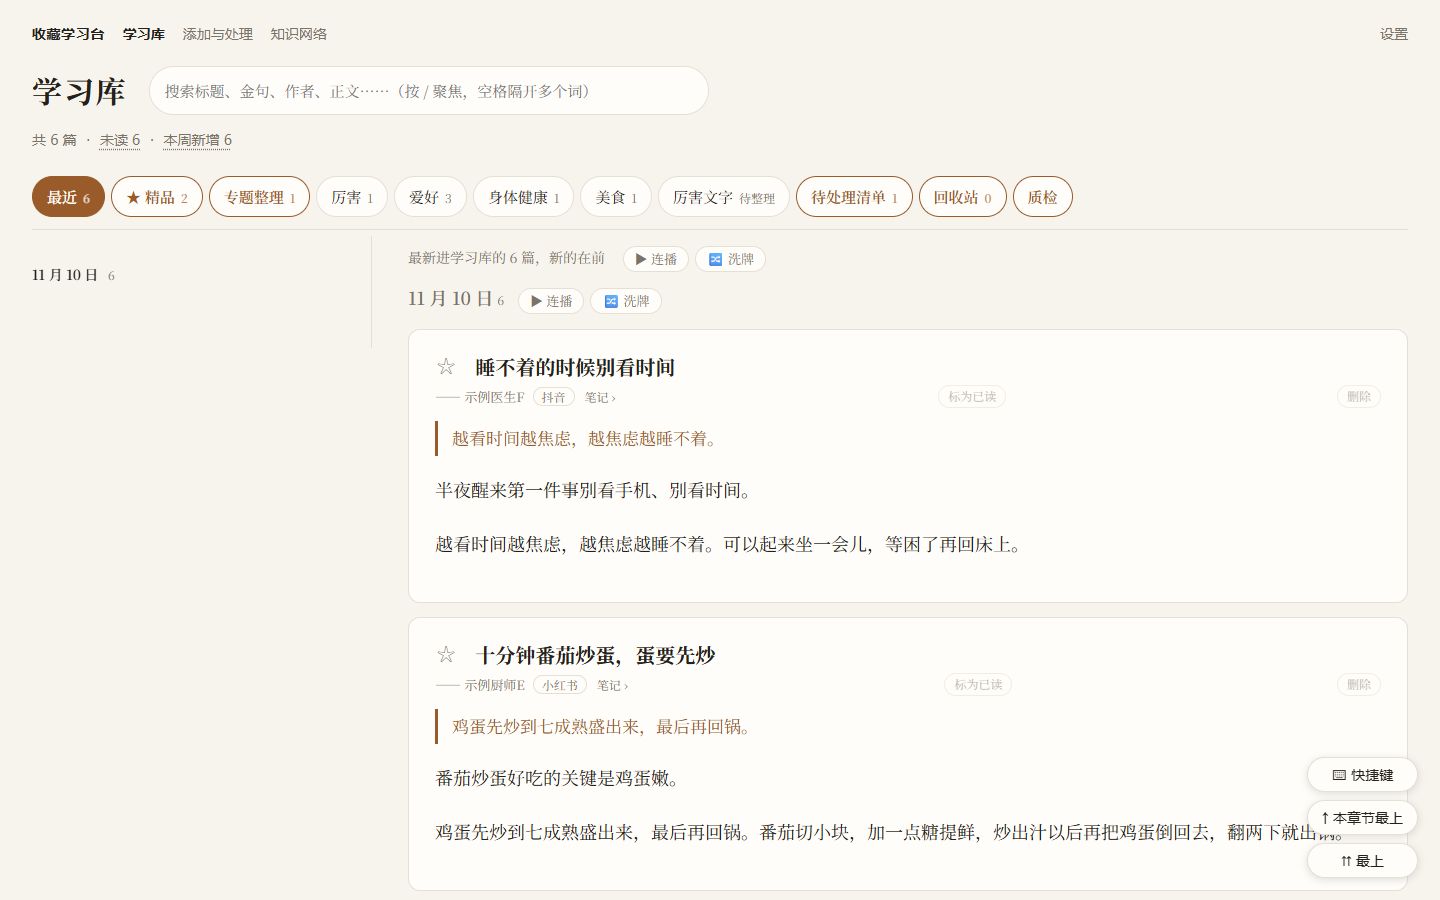 收藏学习台 学习库 添加与处理 知识网络 设置
学习库 搜索标题、金句、作者、正文……（按 / 聚焦，空格隔开多个词）
共 6 篇 · 未读 6 · 本周新增 6
最近 6 ★ 精品 2 专题整理 1 厉害 1 爱好 3 身体健康 1 美食 1 厉害文字 待整理 待处理清单 1 回收站 0 质检
11 月 10 日 6
最新进学习库的 6 篇，新的在前 ▶ 连播 🔀 洗牌
11 月 10 日 6 ▶ 连播 🔀 洗牌
☆ 睡不着的时候别看时间
—— 示例医生F 抖音 笔记 › 标为已读 删除
越看时间越焦虑，越焦虑越睡不着。
半夜醒来第一件事别看手机、别看时间。
越看时间越焦虑，越焦虑越睡不着。可以起来坐一会儿，等困了再回床上。
☆ 十分钟番茄炒蛋，蛋要先炒
—— 示例厨师E 小红书 笔记 › 标为已读 删除
鸡蛋先炒到七成熟盛出来，最后再回锅。
番茄炒蛋好吃的关键是鸡蛋嫩。
鸡蛋先炒到七成熟盛出来，最后再回锅。番茄切小块，加一点糖提鲜，炒出汁以后再把鸡蛋倒回去，翻两下就出锅。
⌨ 快捷键
↑ 本章节最上
⇈ 最上